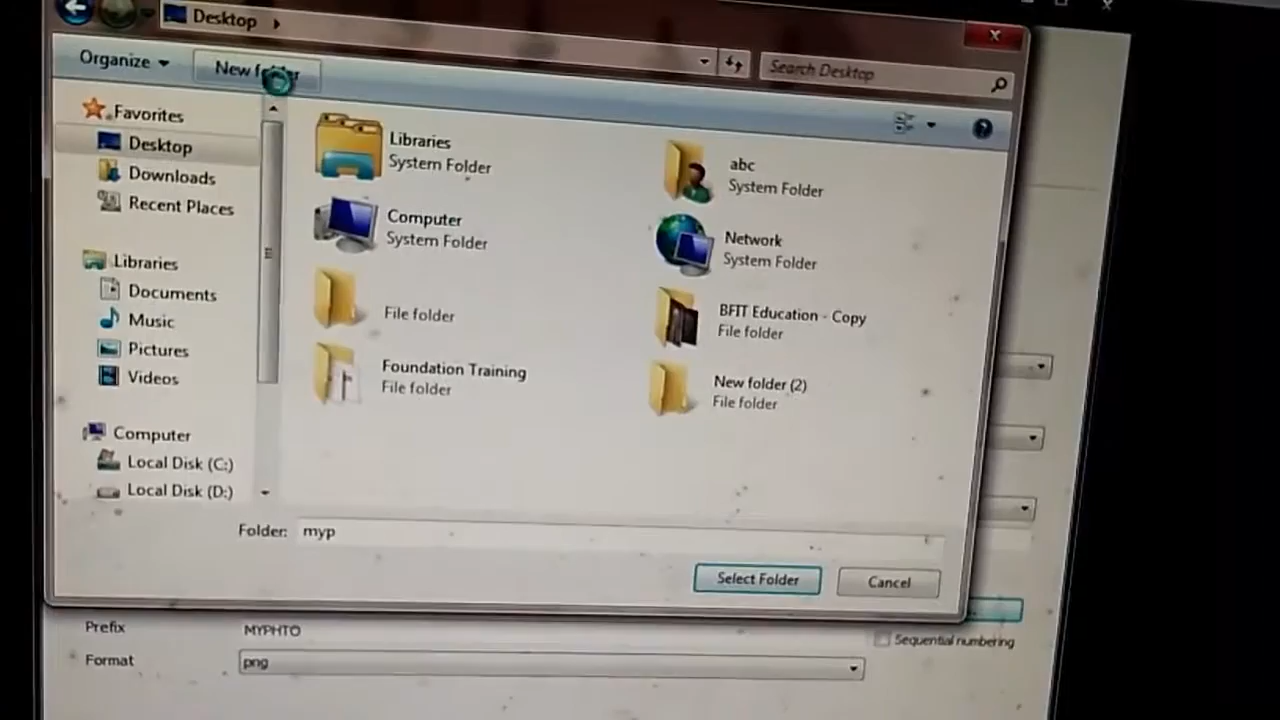 Desktop
Search Desktop
Organize
New folder
Favorites
Desktop
Downloads
Recent Places
Libraries
Documents
Music
Pictures
Videos
Computer
Local Disk (C:)
Local Disk (D:)
Libraries
System Folder
abc
System Folder
Computer
System Folder
Network
System Folder
File folder
BFIT Education - Copy
File folder
Foundation Training
File folder
New folder (2)
File folder
Folder: myp
Select Folder
Cancel
Prefix
MYPHTO
Sequential numbering
Format
png